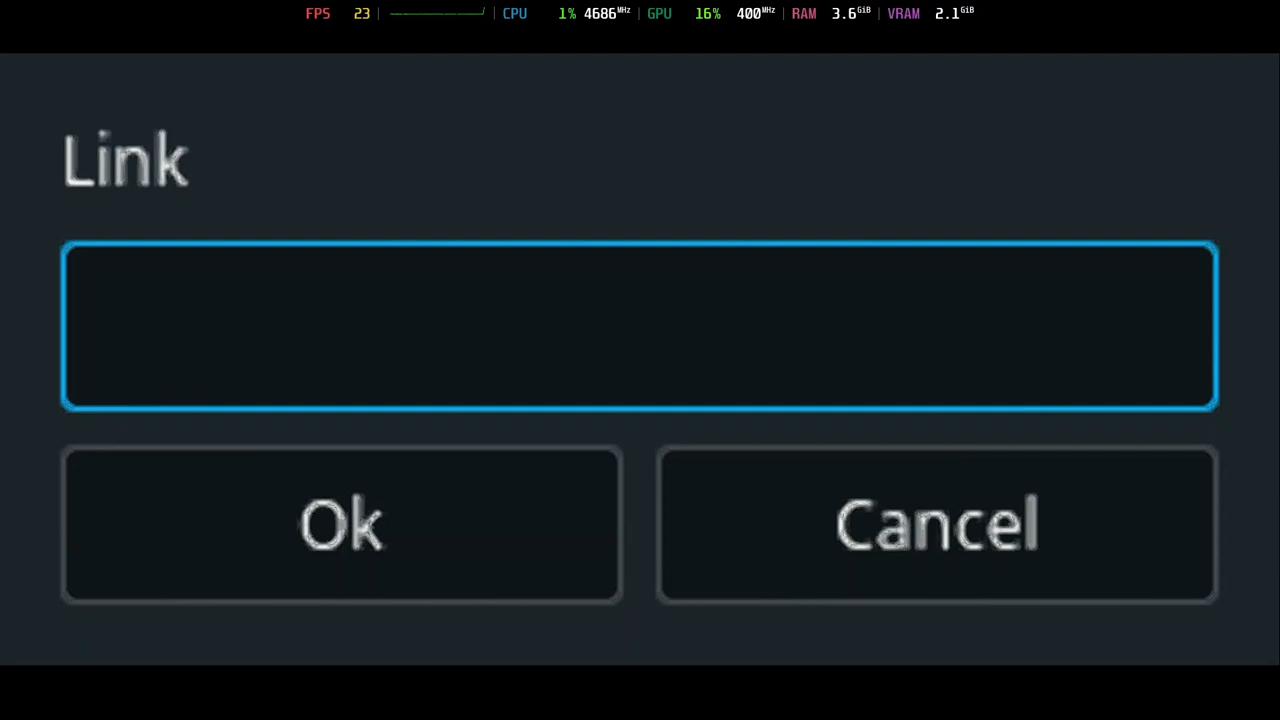 FPS 23 | CPU 1% 4686MHz | GPU 16% 400MHz | RAM 3.6GiB | VRAM 2.1GiB
Link
Ok Cancel